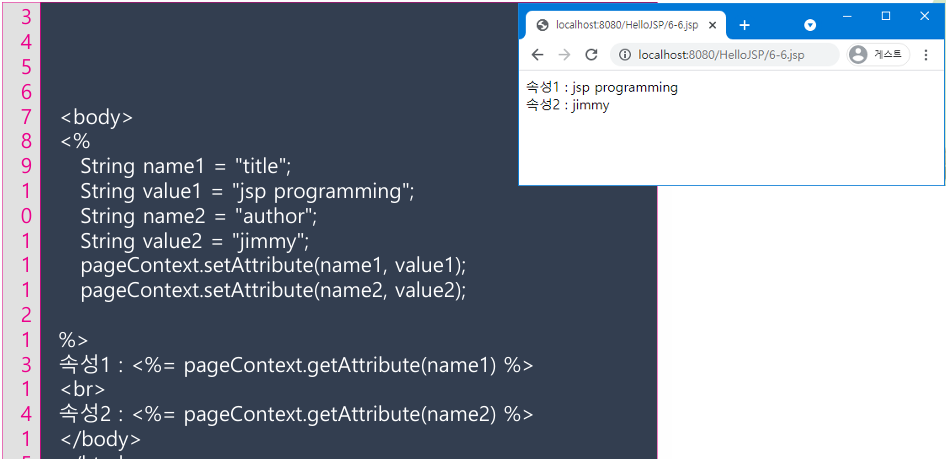 3
4
5
6
7
8
9
1
0
1
1
1
2
1
3
1
4
1
<body>
<%
String name1 = "title";
String value1 = "jsp programming";
String name2 = "author";
String value2 = "jimmy";
pageContext.setAttribute(name1, value1);
pageContext.setAttribute(name2, value2);
%>
속성1 : <%= pageContext.getAttribute(name1) %>
<br>
속성2 : <%= pageContext.getAttribute(name2) %>
</body>
localhost:8080/HelloJSP/6-6.jsp
localhost:8080/HelloJSP/6-6.jsp
게스트
속성1 : jsp programming
속성2 : jimmy